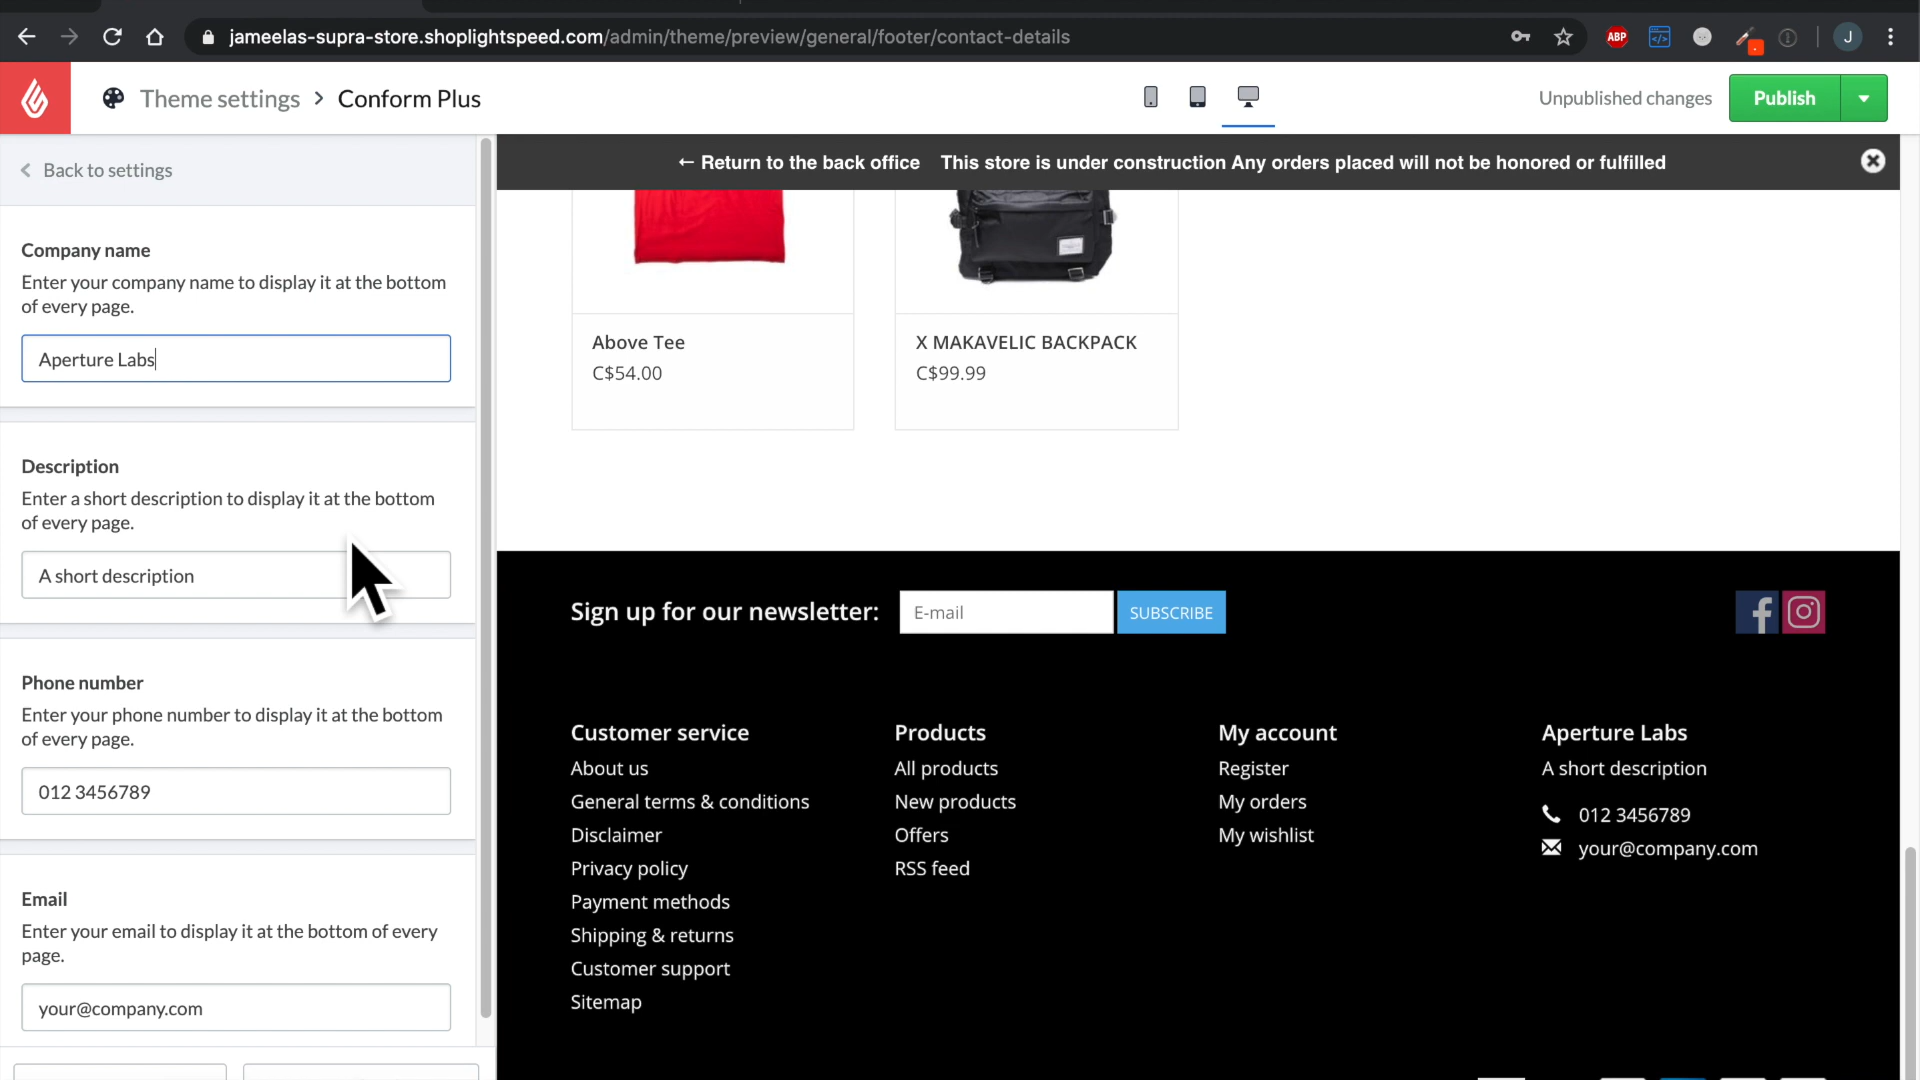 jameelas-supra-store.shoplightspeed.com/admin/theme/preview/general/footer/contact-details
ABP
J
Theme settings > Conform Plus
Unpublished changes
Publish
Back to settings
← Return to the back office This store is under construction Any orders placed will not be honored or fulfilled
Company name
Enter your company name to display it at the bottom
of every page.
Aperture Labs
Description
Enter a short description to display it at the bottom
of every page.
A short description
Phone number
Enter your phone number to display it at the bottom
of every page.
012 3456789
Email
Enter your email to display it at the bottom of every
page.
your@company.com
Above Tee
C$54.00
X MAKAVELIC BACKPACK
C$99.99
Sign up for our newsletter:
E-mail
SUBSCRIBE
Customer service
About us
General terms & conditions
Disclaimer
Privacy policy
Payment methods
Shipping & returns
Customer support
Sitemap
Products
All products
New products
Offers
RSS feed
My account
Register
My orders
My wishlist
Aperture Labs
A short description
012 3456789
your@company.com